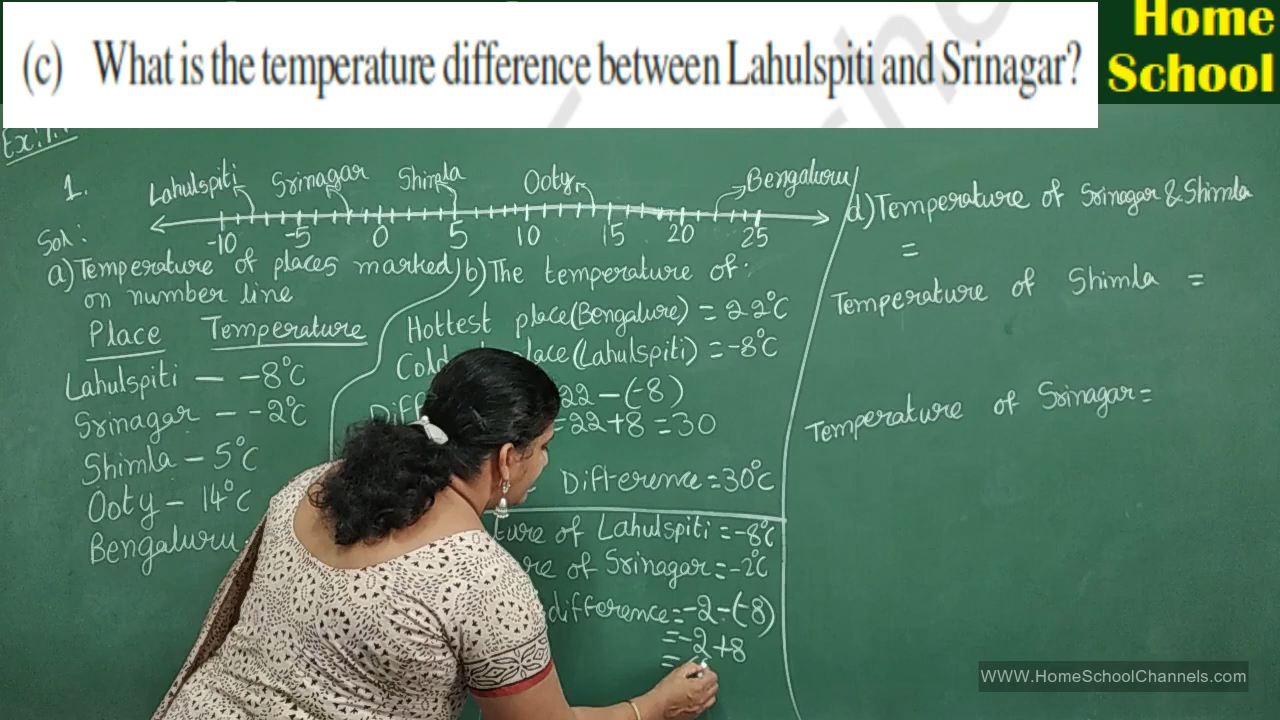 (c) What is the temperature difference between Lahulspiti and Srinagar?
Home
School
Ex:1.1
1.
Lahulspiti Srinagar Shimla Ooty Bengaluru
-10 -5 0 5 10 15 20 25
Sol:
a) Temperature of places marked
on number line
Place Temperature
Lahulspiti — -8°C
Srinagar — -2°C
Shimla — 5°C
Ooty — 14°C
Bengaluru
b) The temperature of:
Hottest place (Bengalure) = 22°C
place (Lahulspiti) = -8°C
22 - (-8)
= 22 + 8 = 30
Difference = 30°C
of Lahulspiti = -8°C
of Srinagar = -2°C
difference = -2 - (-8)
= -2 + 8
=
d) Temperature of Srinagar & Shimla
=
Temperature of Shimla =
Temperature of Srinagar =
WWW.HomeSchoolChannels.com